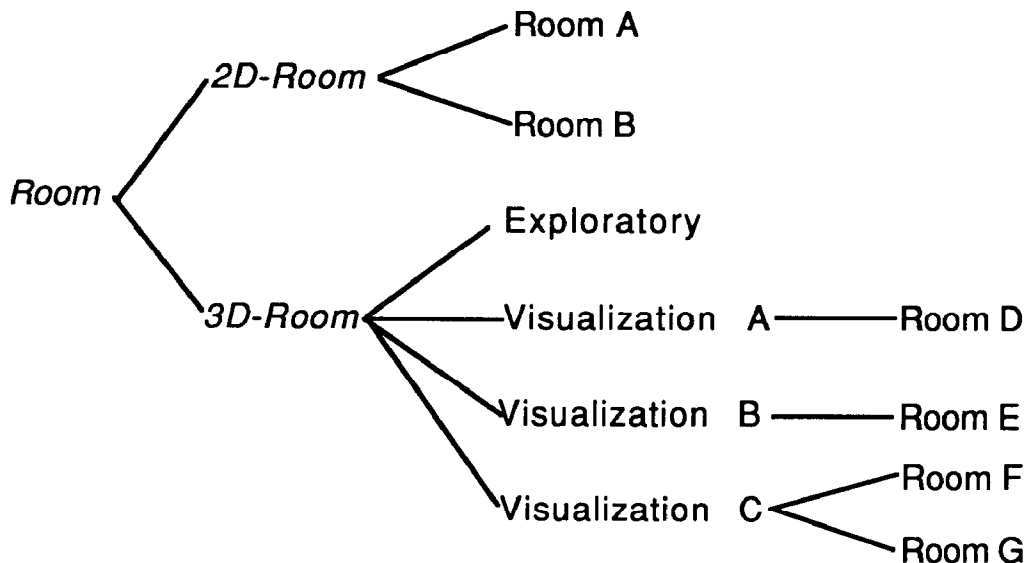 Room A
2D-Room
Room B
Room
Exploratory
3D-Room
Visualization A
Room D
Visualization B
Room E
Visualization C
Room F
Room G